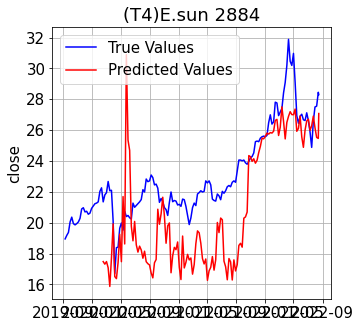 (T4)E.sun 2884
True Values
Predicted Values
close
32
30
28
26
24
22
20
18
16